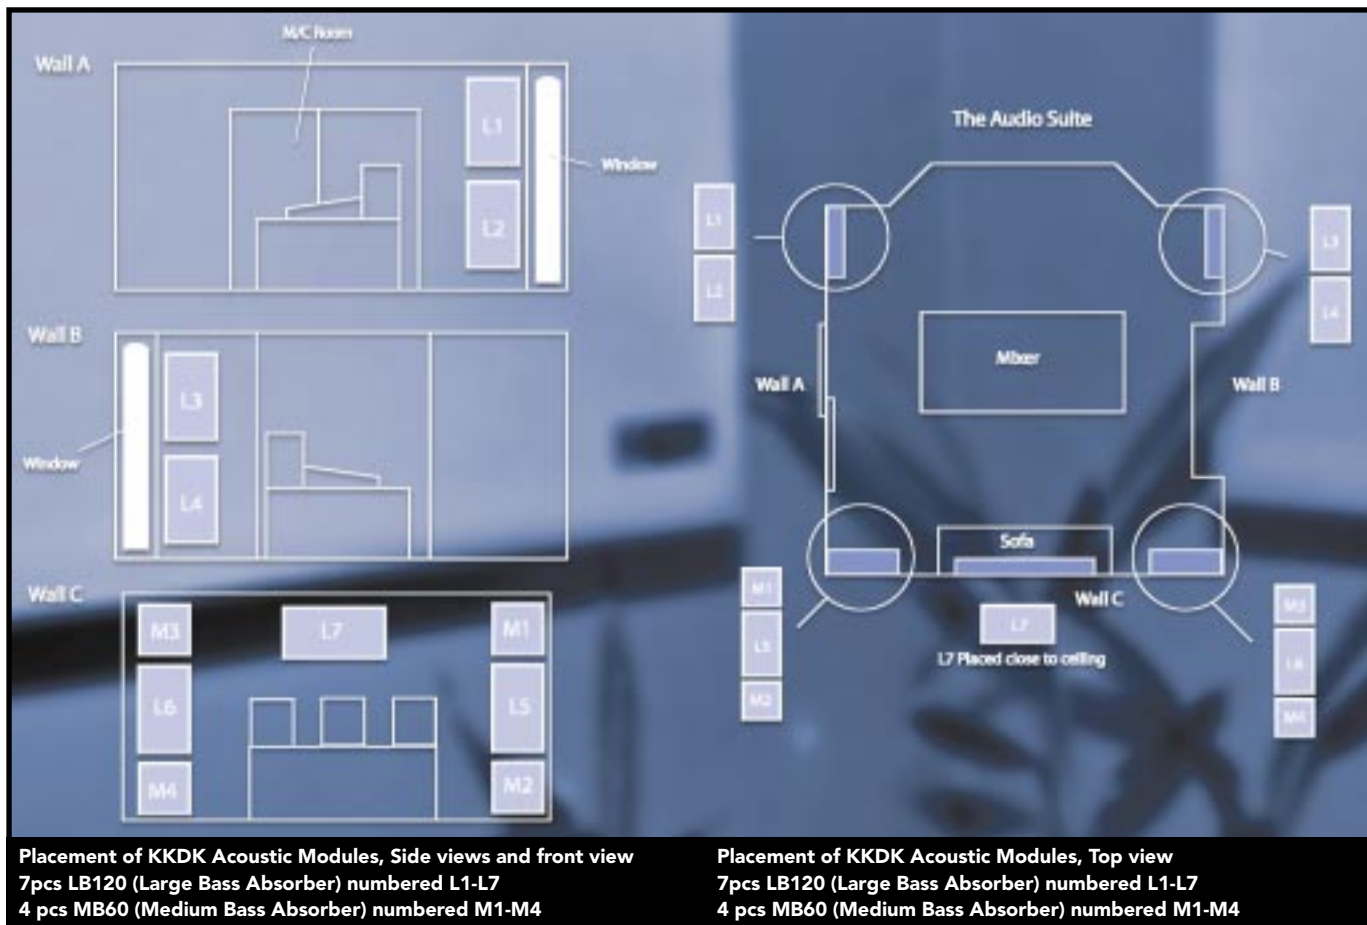 M/C Room
Wall A
L1
L2
Window
Wall B
L3
L4
Window
Wall C
M3
L7
M1
L6
L5
M4
M2
The Audio Suite
L1
L2
L3
L4
Mixer
Wall A
Wall B
Sofa
Wall C
M1
L5
M2
L7
L7 Placed close to ceiling
M3
L6
M4
Placement of KKDK Acoustic Modules, Side views and front view
7pcs LB120 (Large Bass Absorber) numbered L1-L7
4 pcs MB60 (Medium Bass Absorber) numbered M1-M4
Placement of KKDK Acoustic Modules, Top view
7pcs LB120 (Large Bass Absorber) numbered L1-L7
4 pcs MB60 (Medium Bass Absorber) numbered M1-M4